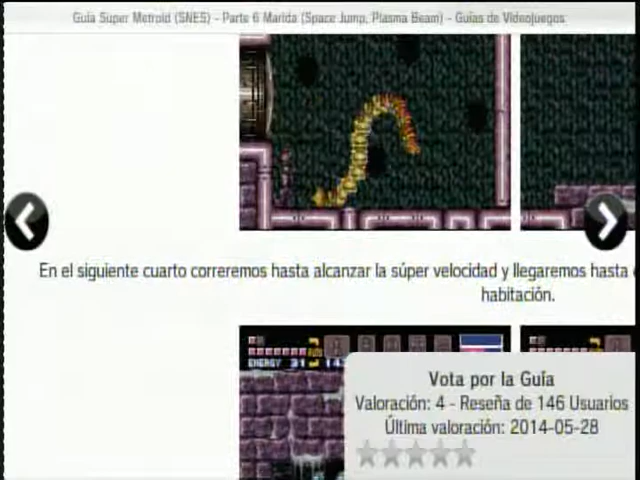 Guía Super Metroid (SNES) - Parte 6 Marida (Space Jump, Plasma Beam) - Guías de Videojuegos
En el siguiente cuarto correremos hasta alcanzar la súper velocidad y llegaremos hasta
habitación.
ENERGY 31
Vota por la Guía
Valoración: 4 - Reseña de 146 Usuarios
Última valoración: 2014-05-28